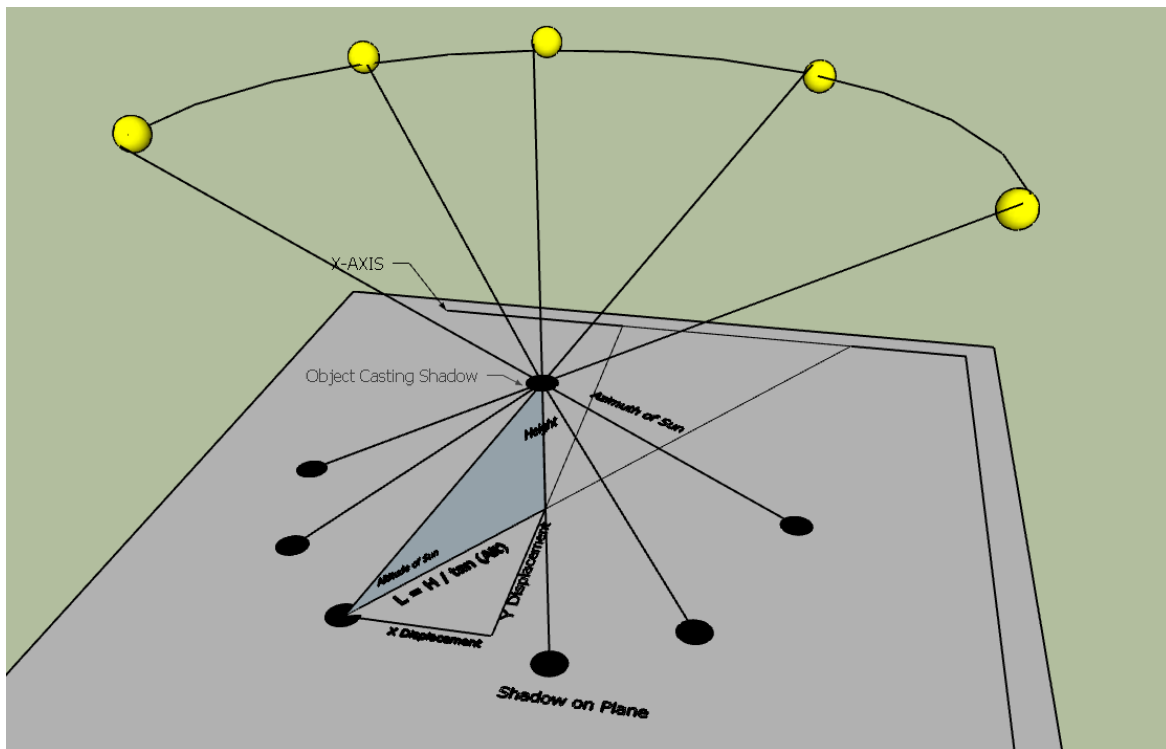 X-AXIS
Object Casting Shadow
Azimuth of Sun
Height
Altitude of Sun
L = H / tan (Alt)
Y Displacement
X Displacement
Shadow on Plane